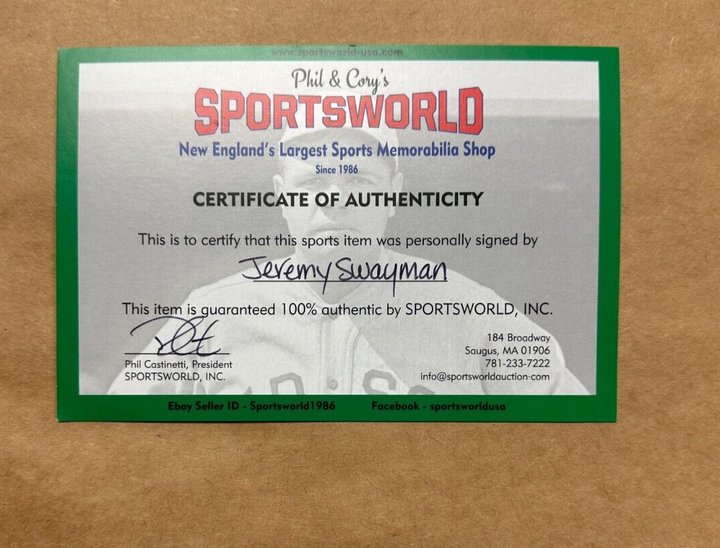 www.sportsworld-usa.com
Phil & Cory's
SPORTSWORLD
New England's Largest Sports Memorabilia Shop
Since 1986
CERTIFICATE OF AUTHENTICITY
This is to certify that this sports item was personally signed by
Jeremy Swayman
This item is guaranteed 100% authentic by SPORTSWORLD, INC.
Phil Castinetti, President
SPORTSWORLD, INC.
184 Broadway
Saugus, MA 01906
781-233-7222
info@sportsworldauction.com
Ebay Seller ID - Sportsworld1986 Facebook - sportsworldusa